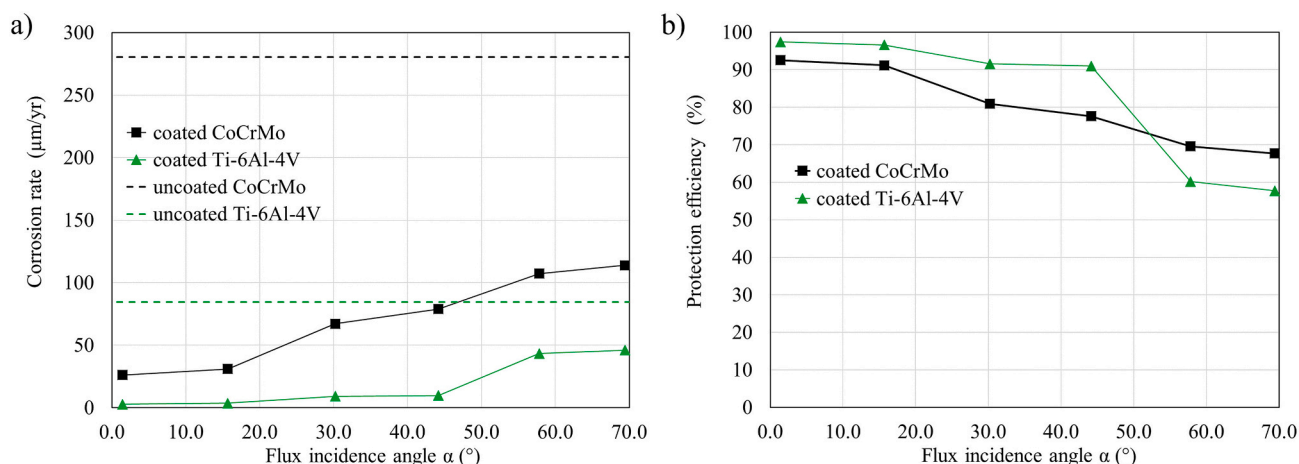 a)
300
250
200
150
100
50
0
Corrosion rate (μm/yr)
coated CoCrMo
coated Ti-6Al-4V
uncoated CoCrMo
uncoated Ti-6Al-4V
0.0 10.0 20.0 30.0 40.0 50.0 60.0 70.0
Flux incidence angle α (°)
b)
100
90
80
70
60
50
40
30
20
10
0
Protection efficiency (%)
coated CoCrMo
coated Ti-6Al-4V
0.0 10.0 20.0 30.0 40.0 50.0 60.0 70.0
Flux incidence angle α (°)